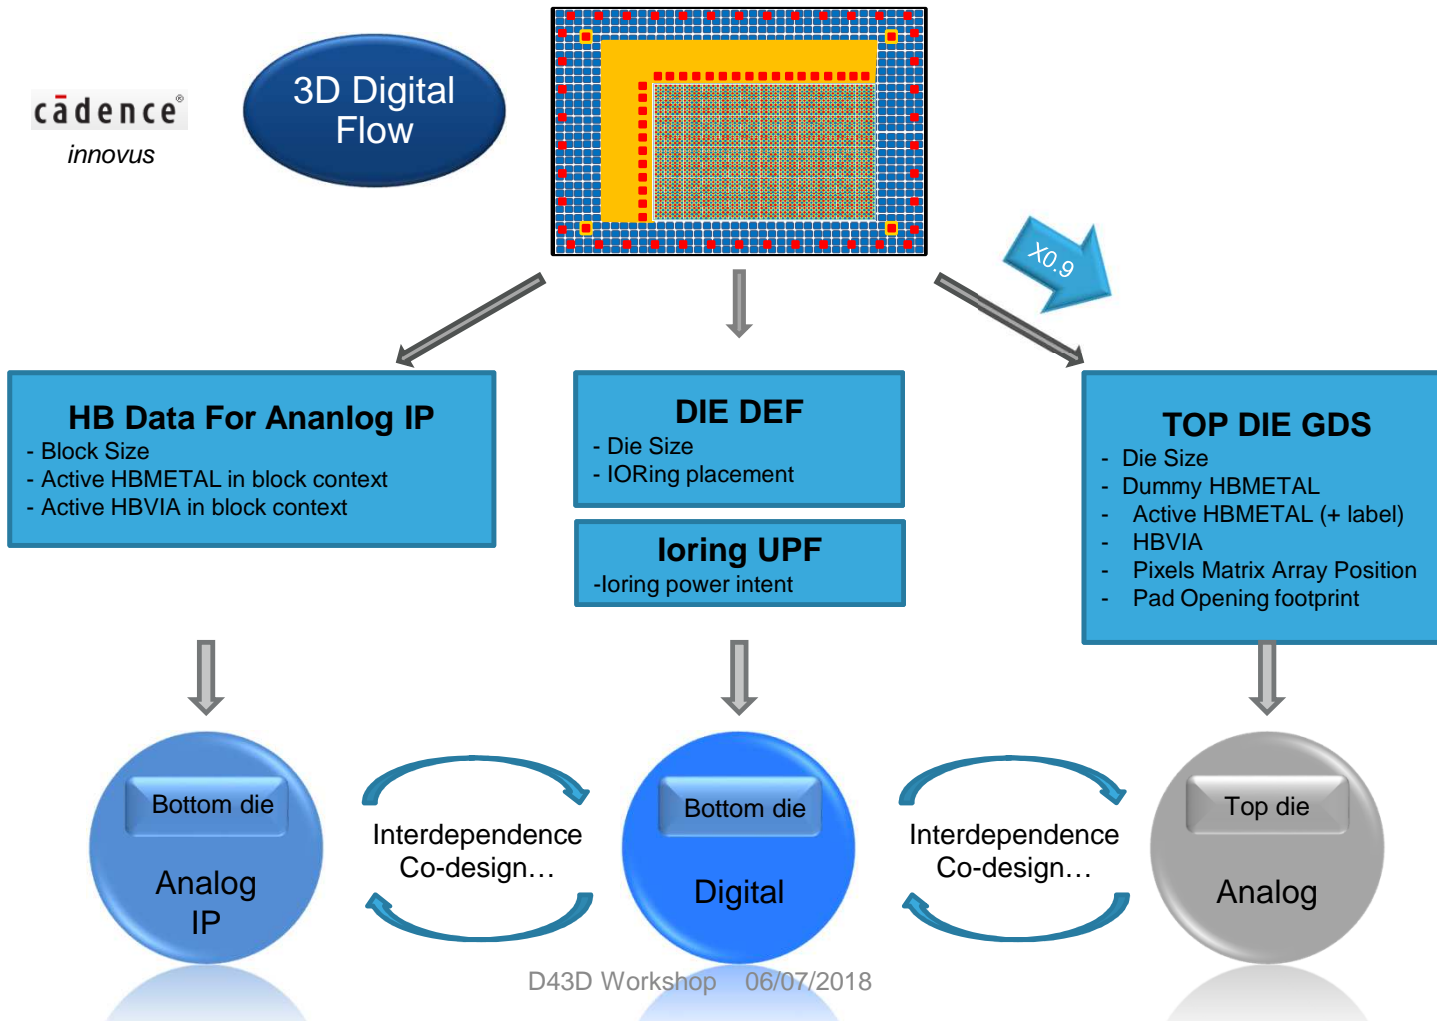 3D Digital
Flow
cādence®
innovus
X0.9
HB Data For Ananlog IP
- Block Size
- Active HBMETAL in block context
- Active HBVIA in block context
DIE DEF
- Die Size
- IORing placement
Ioring UPF
-Ioring power intent
TOP DIE GDS
- Die Size
- Dummy HBMETAL
- Active HBMETAL (+ label)
- HBVIA
- Pixels Matrix Array Position
- Pad Opening footprint
Bottom die
Analog
IP
Interdependence
Co-design…
Bottom die
Digital
Interdependence
Co-design…
Top die
Analog
D43D Workshop 06/07/2018